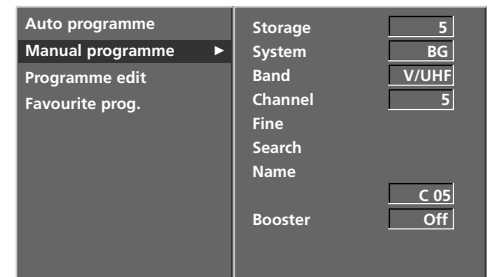 Auto programme
Manual programme ►
Programme edit
Favourite prog.
Storage 5
System BG
Band V/UHF
Channel 5
Fine
Search
Name
C 05
Booster Off